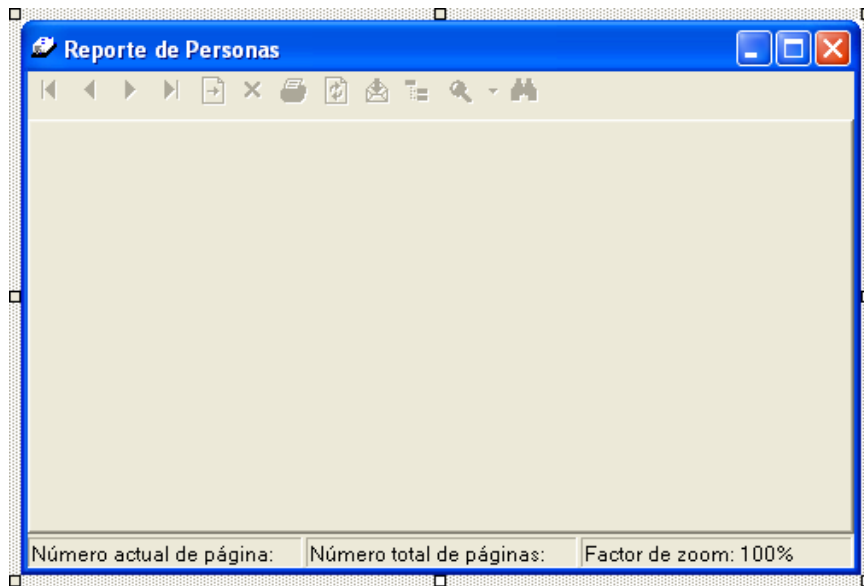 Reporte de Personas
Número actual de página: Número total de páginas: Factor de zoom: 100%